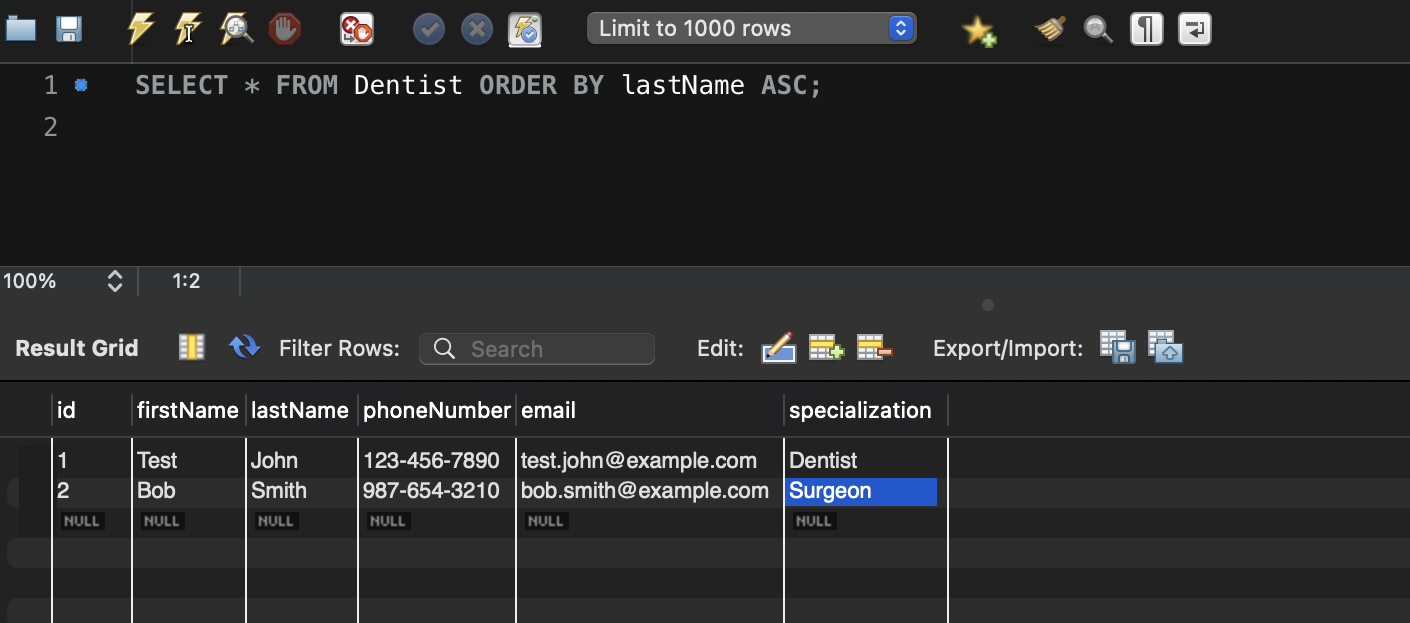 Limit to 1000 rows
1 SELECT * FROM Dentist ORDER BY lastName ASC;
2
100% 1:2
Result Grid Filter Rows: Search Edit: Export/Import:
id firstName lastName phoneNumber email specialization
1 Test John 123-456-7890 test.john@example.com Dentist
2 Bob Smith 987-654-3210 bob.smith@example.com Surgeon
NULL NULL NULL NULL NULL NULL